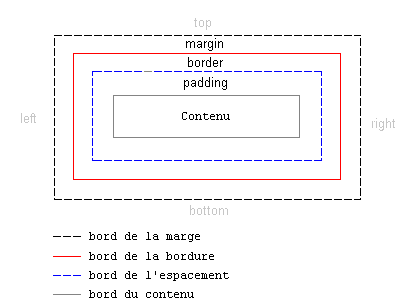 top
margin
border
padding
Contenu
left
right
bottom
bord de la marge
bord de la bordure
bord de l'espacement
bord du contenu